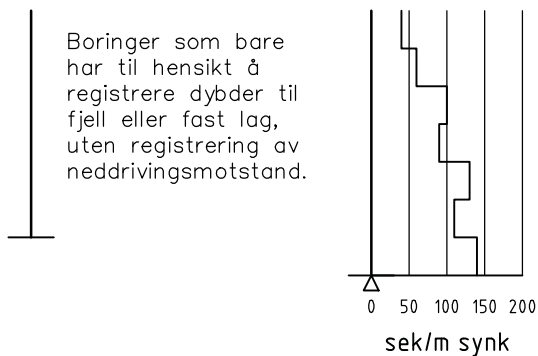 Boringer som bare
har til hensikt å
registrere dybder til
fjell eller fast lag,
uten registrering av
neddrivingsmotstand.
0 50 100 150 200
sek/m synk